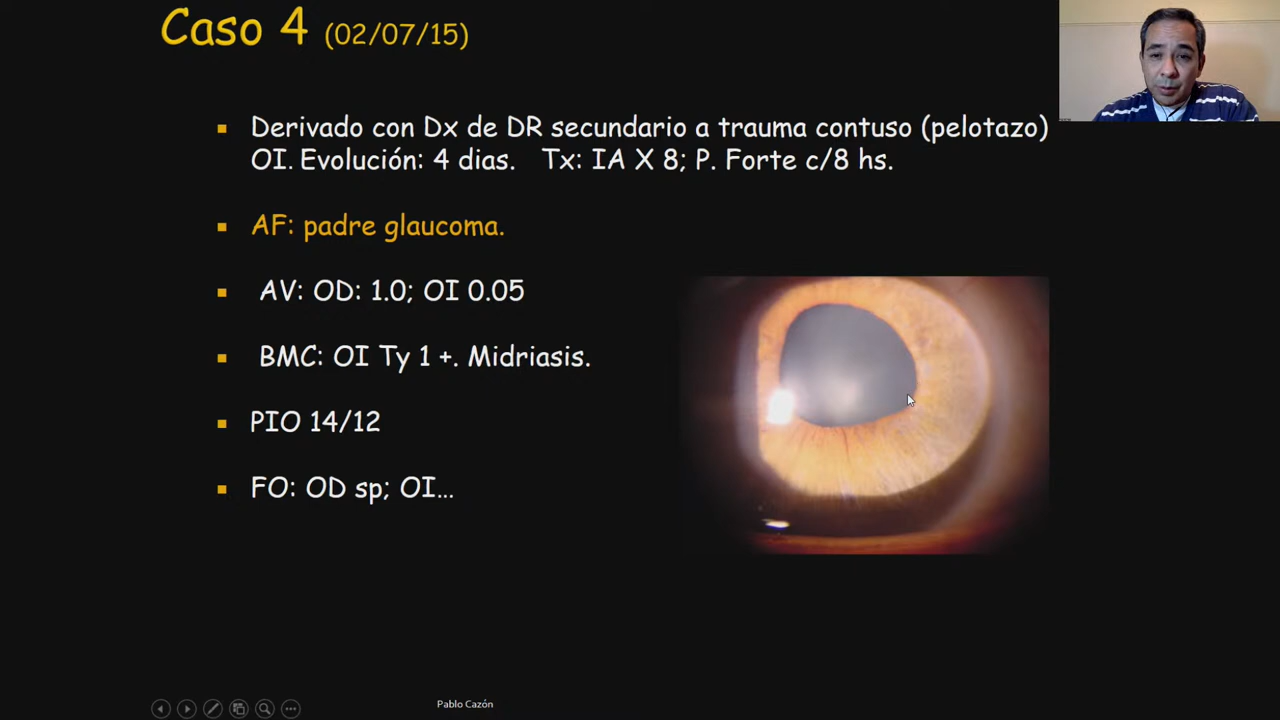 Caso 4 (02/07/15)
Derivado con Dx de DR secundario a trauma contuso (pelotazo)
OI. Evolución: 4 dias. Tx: IA X 8; P. Forte c/8 hs.
AF: padre glaucoma.
AV: OD: 1.0; OI 0.05
BMC: OI Ty 1 +. Midriasis.
PIO 14/12
FO: OD sp; OI...
Pablo Cazón